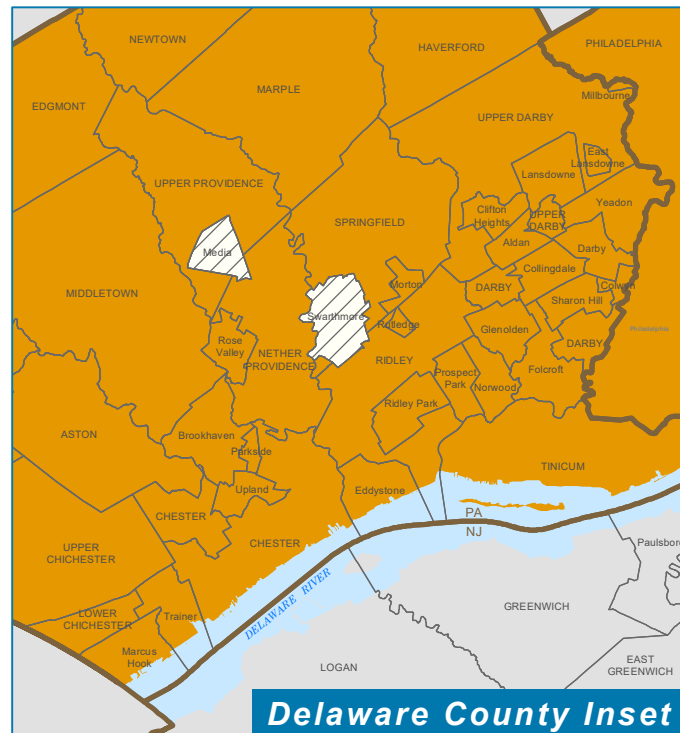 NEWTOWN
HAVERFORD
PHILADELPHIA
MARPLE
Millbourne
EDGMONT
UPPER DARBY
East
Lansdowne
Lansdowne
UPPER PROVIDENCE
Yeadon
Clifton
Heights
UPPER
DARBY
SPRINGFIELD
Aldan
Darby
Media
Collingdale
Morton
DARBY
Colwyn
MIDDLETOWN
Sharon Hill
Swarthmore
Rutledge
Glenolden
Philadelphia
Rose
Valley
DARBY
NETHER
PROVIDENCE
RIDLEY
Prospect
Park
Folcroft
Norwood
Ridley Park
ASTON
Brookhaven
Parkside
TINICUM
Upland
Eddystone
CHESTER
PA
NJ
CHESTER
UPPER
CHICHESTER
Paulsboro
DELAWARE RIVER
GREENWICH
LOWER
CHICHESTER
Trainer
Marcus
Hook
LOGAN
EAST
GREENWICH
Delaware County Inset